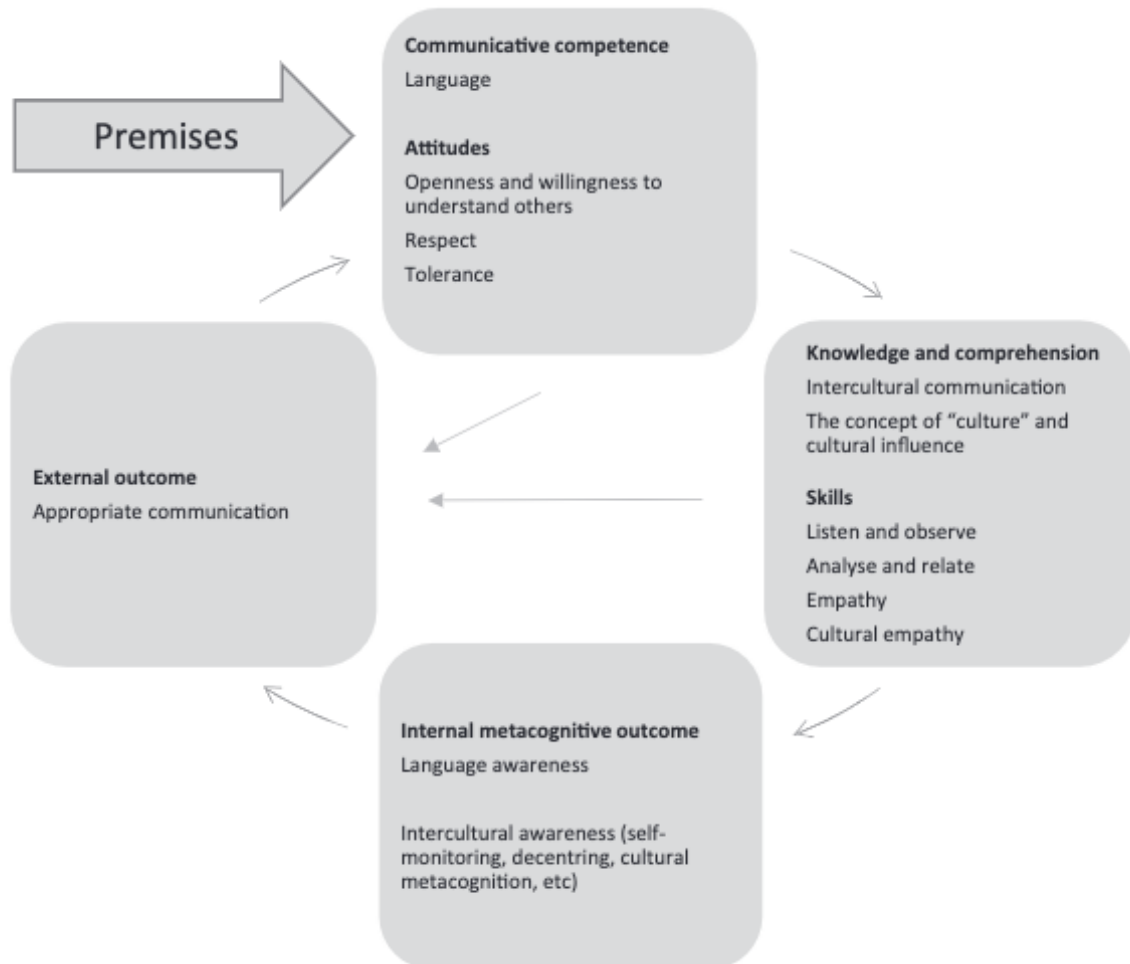 Premises
Communicative competence
Language
Attitudes
Openness and willingness to
understand others
Respect
Tolerance
Knowledge and comprehension
Intercultural communication
The concept of “culture” and
cultural influence
Skills
Listen and observe
Analyse and relate
Empathy
Cultural empathy
Internal metacognitive outcome
Language awareness
Intercultural awareness (self-
monitoring, decentring, cultural
metacognition, etc)
External outcome
Appropriate communication